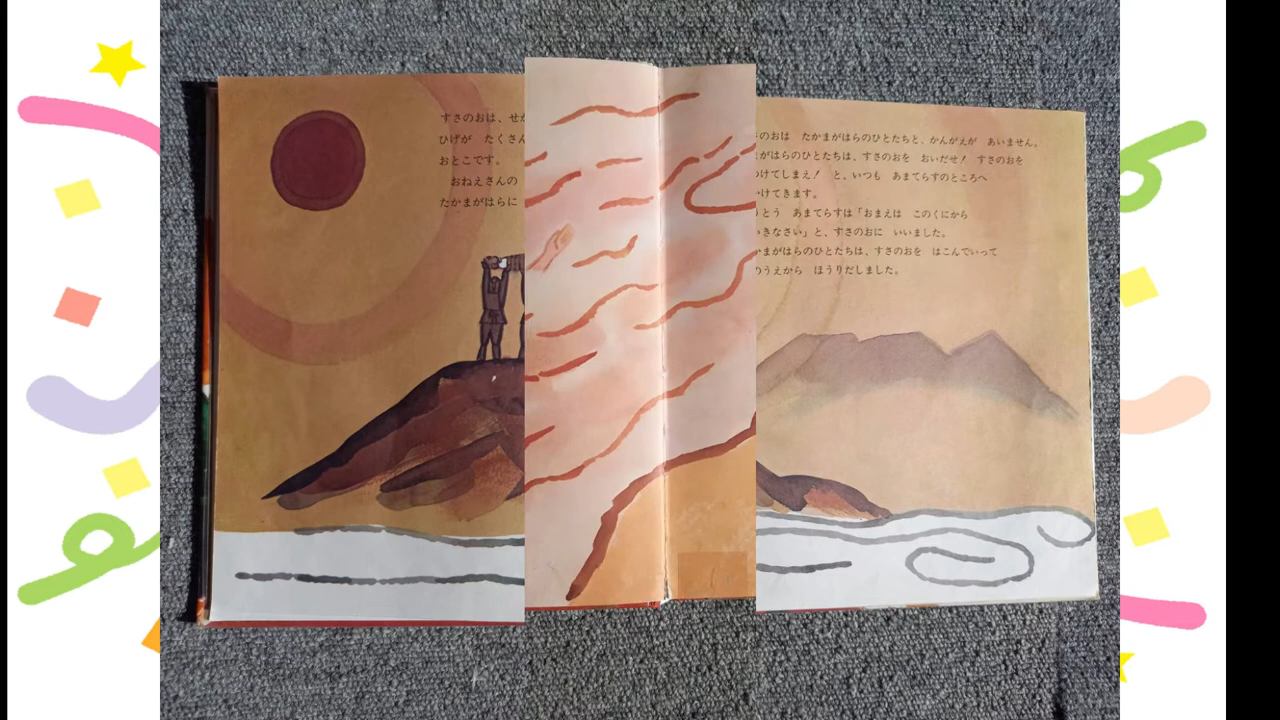 すさのおは、せか
ひげが たくさん
おとこです。
おねえさんの
たかまがはらに
のおは たかまがはらのひとたちと、かんがえが あいません。
まがはらのひとたちは、すさのおを おいだせ! すさのおを
つけてしまえ! と、いつも あまてらすのところへ
かけてきます。
うとう あまてらすは「おまえは このくにから
いきなさい」と、すさのおに いいました。
かまがはらのひとたちは、すさのおを はこんでいって
のうえから ほうりだしました。